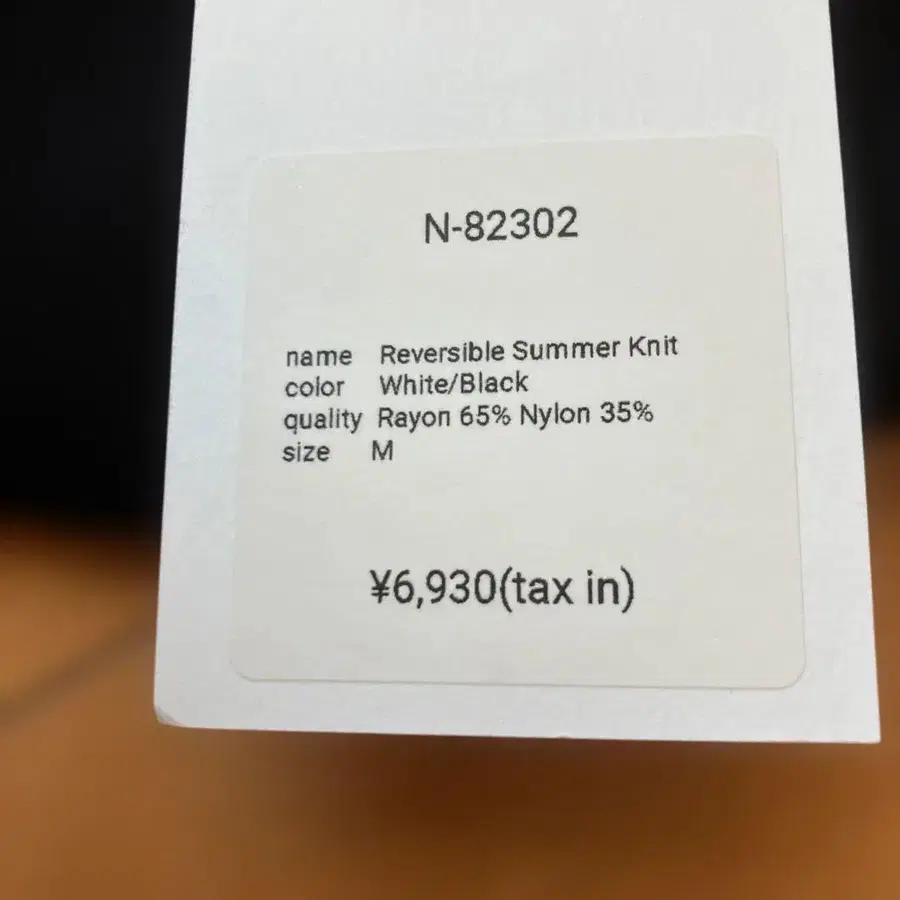 N-82302
name Reversible Summer Knit
color White/Black
quality Rayon 65% Nylon 35%
size M
¥6,930(tax in)